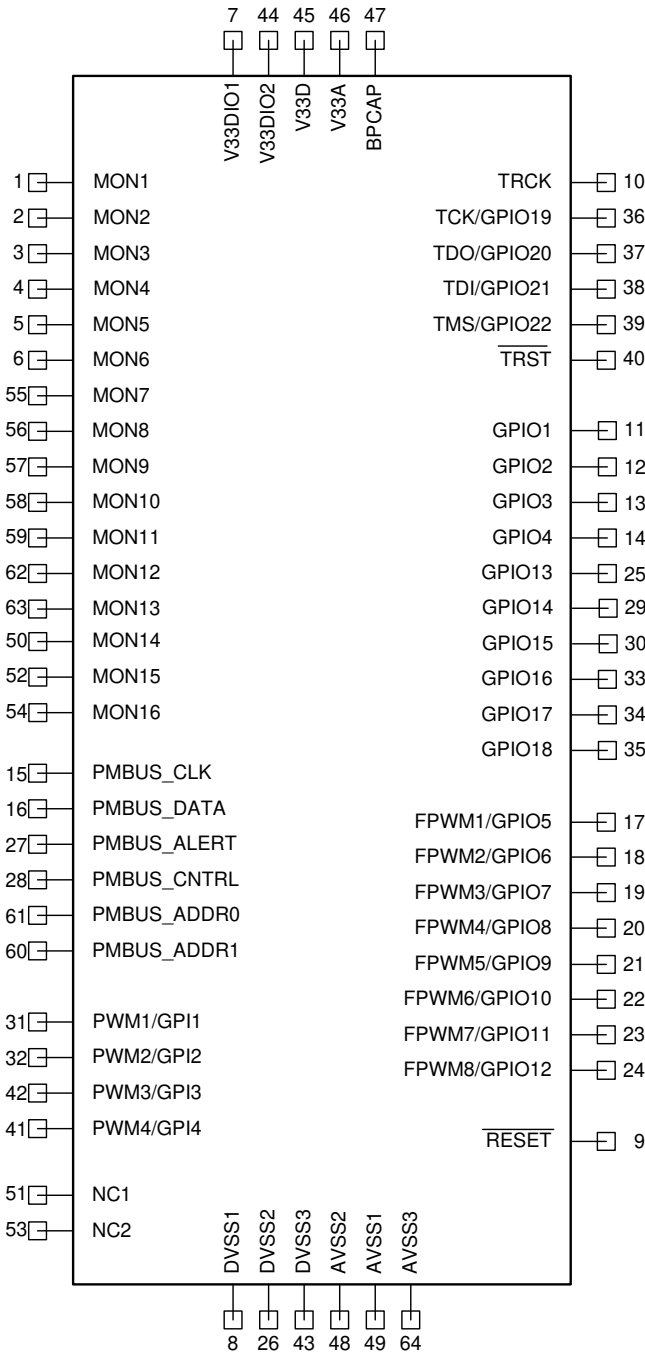 7 44 45 46 47
V33DIO1
V33DIO2
V33D
V33A
BPCAP
1 MON1 TRCK 10
2 MON2 TCK/GPIO19 36
3 MON3 TDO/GPIO20 37
4 MON4 TDI/GPIO21 38
5 MON5 TMS/GPIO22 39
6 MON6 TRST 40
55 MON7
56 MON8 GPIO1 11
57 MON9 GPIO2 12
58 MON10 GPIO3 13
59 MON11 GPIO4 14
62 MON12 GPIO13 25
63 MON13 GPIO14 29
50 MON14 GPIO15 30
52 MON15 GPIO16 33
54 MON16 GPIO17 34
GPIO18 35
15 PMBUS_CLK
16 PMBUS_DATA FPWM1/GPIO5 17
27 PMBUS_ALERT FPWM2/GPIO6 18
28 PMBUS_CNTRL FPWM3/GPIO7 19
61 PMBUS_ADDR0 FPWM4/GPIO8 20
60 PMBUS_ADDR1 FPWM5/GPIO9 21
FPWM6/GPIO10 22
31 PWM1/GPI1 FPWM7/GPIO11 23
32 PWM2/GPI2 FPWM8/GPIO12 24
42 PWM3/GPI3
41 PWM4/GPI4 RESET 9
51 NC1
53 NC2
DVSS1
DVSS2
DVSS3
AVSS2
AVSS1
AVSS3
8 26 43 48 49 64